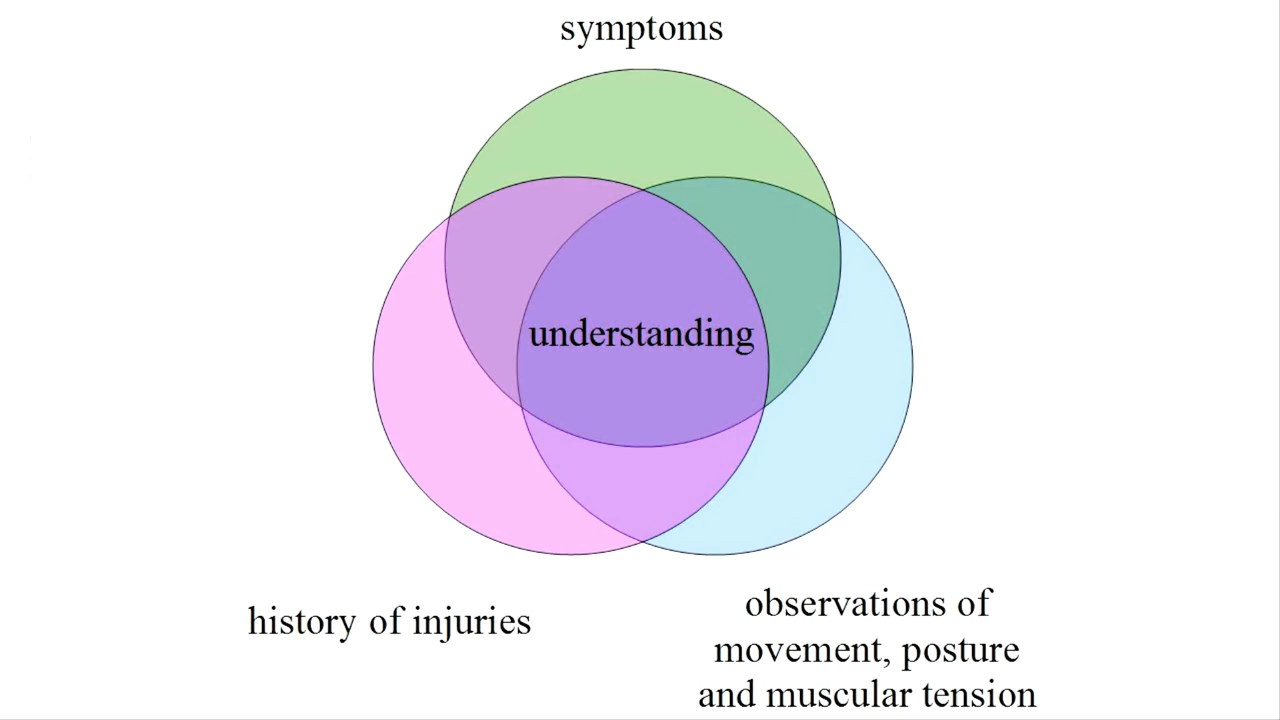 symptoms
understanding
history of injuries
observations of
movement, posture
and muscular tension